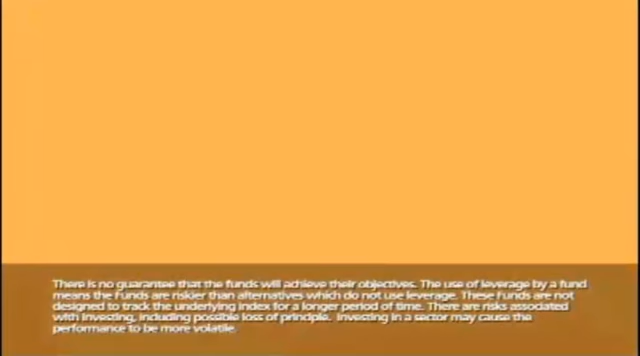 There is no guarantee that the funds will achieve their objectives. The use of leverage by a fund
means the Funds are riskier than alternatives which do not use leverage. These Funds are not
designed to track the underlying index for a longer period of time. There are risks associated
with investing, including possible loss of principle. Investing in a sector may cause the
performance to be more volatile.